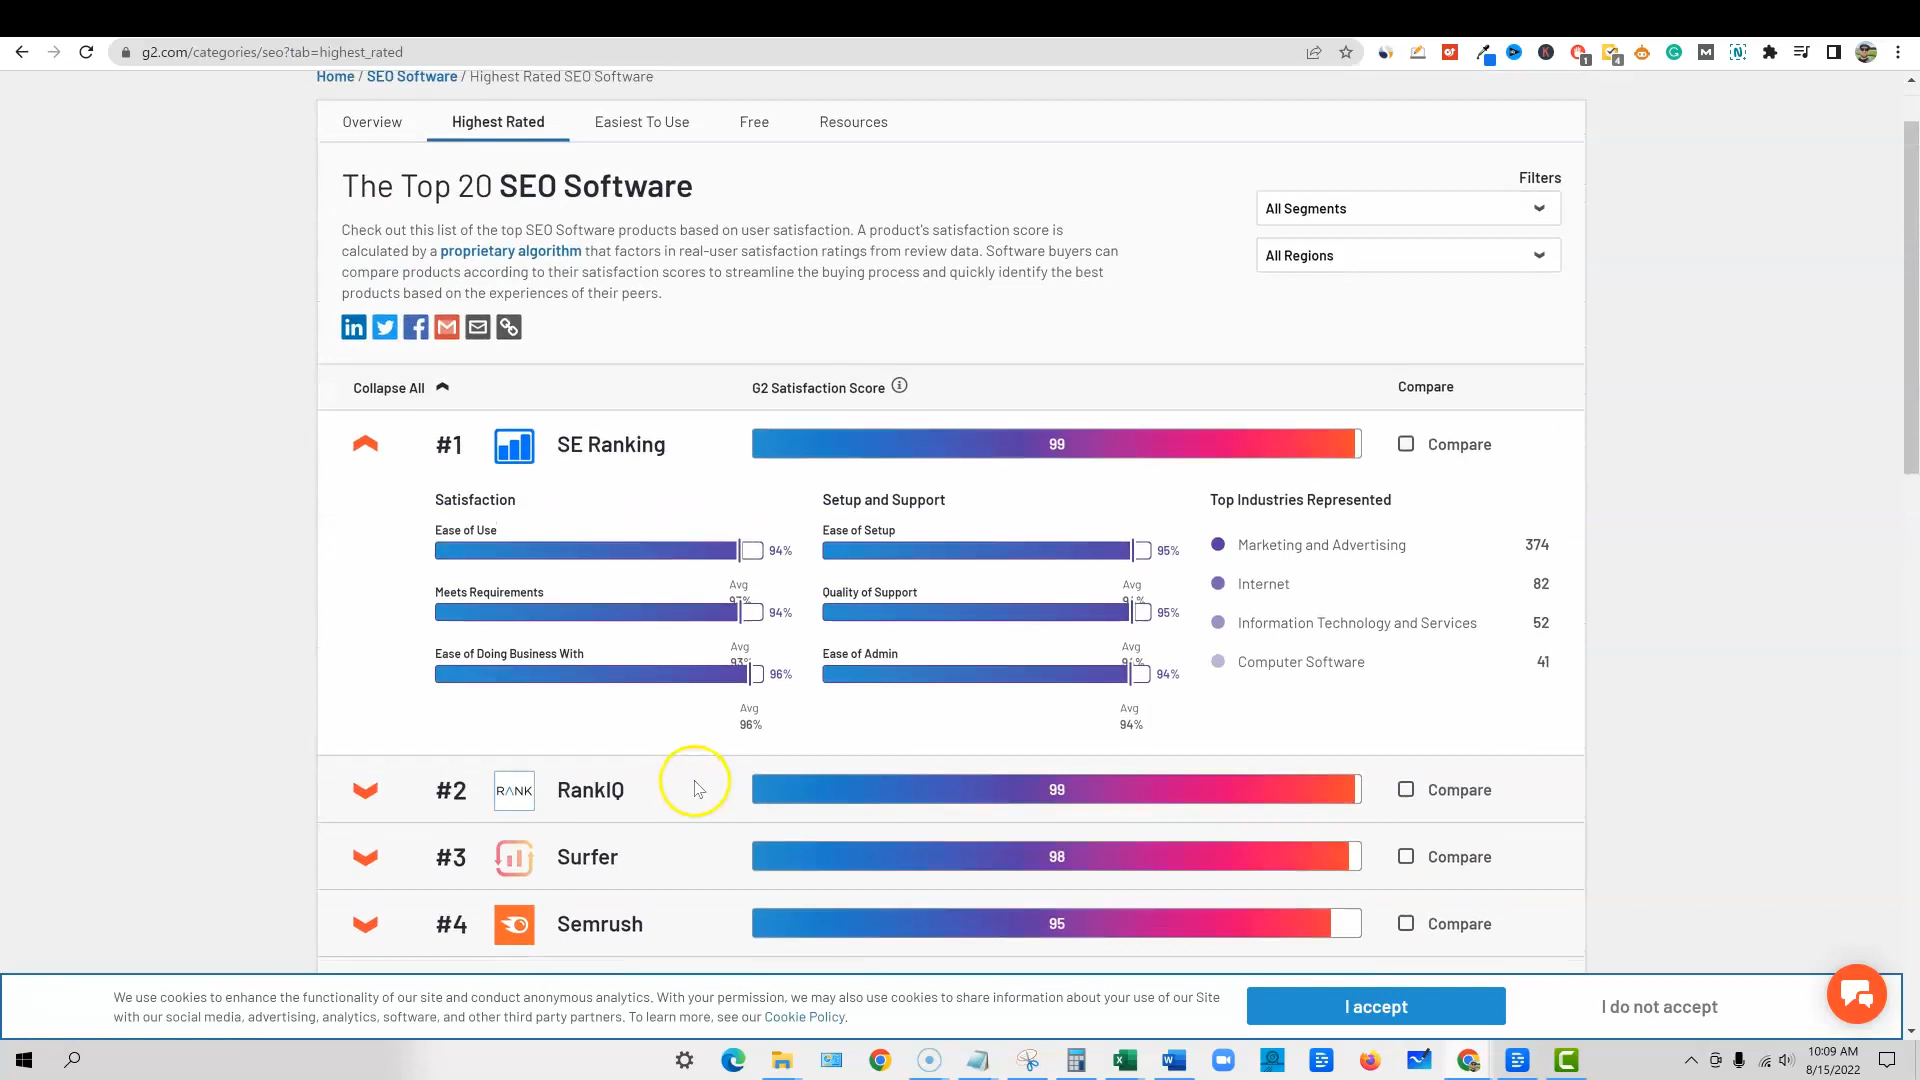 g2.com/categories/seo?tab=highest_rated
1
4
Home / SEO Software / Highest Rated SEO Software
Overview
Highest Rated
Easiest To Use
Free
Resources
The Top 20 SEO Software
Filters
All Segments
All Regions
Check out this list of the top SEO Software products based on user satisfaction. A product's satisfaction score is
calculated by a proprietary algorithm that factors in real-user satisfaction ratings from review data. Software buyers can
compare products according to their satisfaction scores to streamline the buying process and quickly identify the best
products based on the experiences of their peers.
Collapse All
G2 Satisfaction Score
Compare
#1
SE Ranking
99
Compare
Satisfaction
Ease of Use
94%
Avg
Meets Requirements
94%
Avg
93%
Ease of Doing Business With
96%
Avg
96%
Setup and Support
Ease of Setup
95%
Avg
Quality of Support
95%
Avg
Ease of Admin
94%
Avg
94%
Top Industries Represented
Marketing and Advertising 374
Internet 82
Information Technology and Services 52
Computer Software 41
#2
RANK
RankIQ
99
Compare
#3
Surfer
98
Compare
#4
Semrush
95
Compare
We use cookies to enhance the functionality of our site and conduct anonymous analytics. With your permission, we may also use cookies to share information about your use of our Site
with our social media, advertising, analytics, software, and other third party partners. To learn more, see our Cookie Policy.
I accept
I do not accept
10:09 AM
8/15/2022